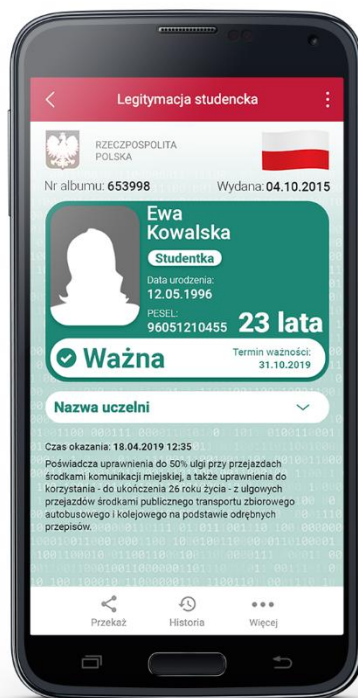 Legitymacja studencka
RZECZPOSPOLITA
POLSKA
Nr albumu: 653998
Wydana: 04.10.2015
Ewa
Kowalska
Studentka
Data urodzenia:
12.05.1996
PESEL:
96051210455
23 lata
Ważna
Termin ważności:
31.10.2019
Nazwa uczelni
Czas okazania: 18.04.2019 12:35
Poświadcza uprawnienia do 50% ulgi przy przejazdach
środkami komunikacji miejskiej, a także uprawnienia do
korzystania - do ukończenia 26 roku życia - z ulgowych
przejazdów środkami publicznego transportu zbiorowego
autobusowego i kolejowego na podstawie odrębnych
przepisów.
Przekaż
Historia
Więcej